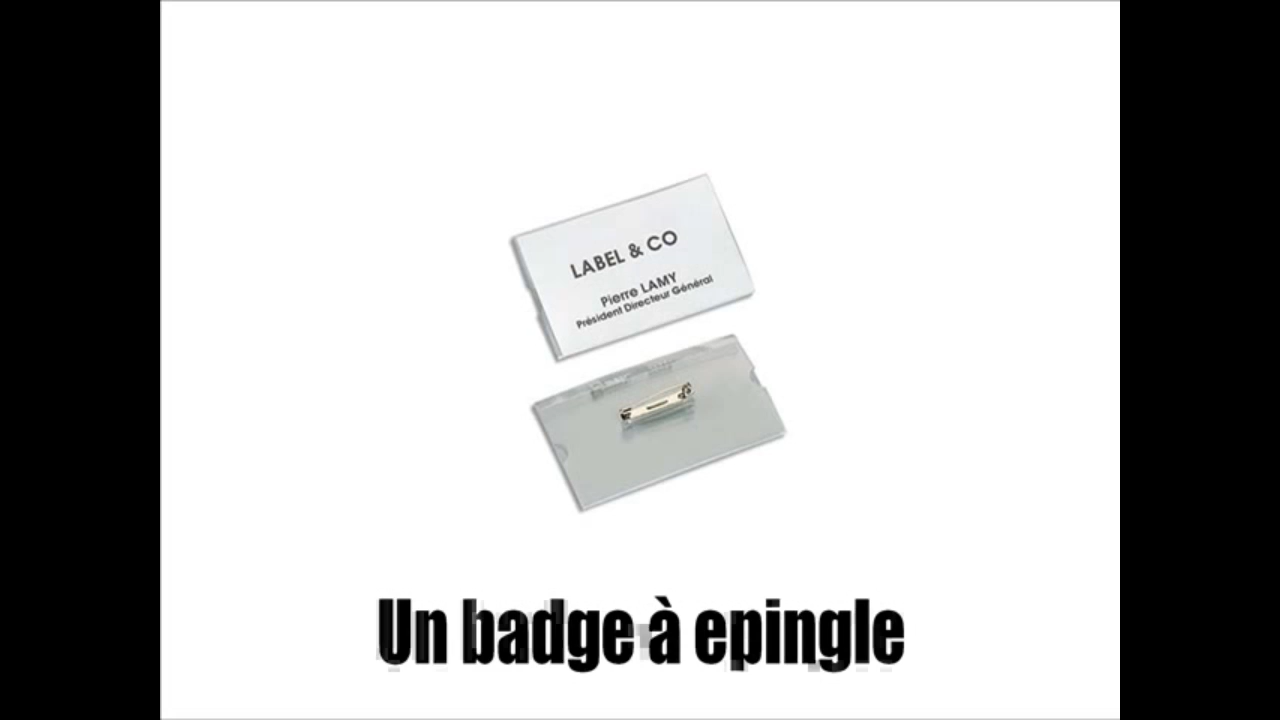 LABEL & CO
Pierre LAMY
Président Directeur Général
Un badge à epingle